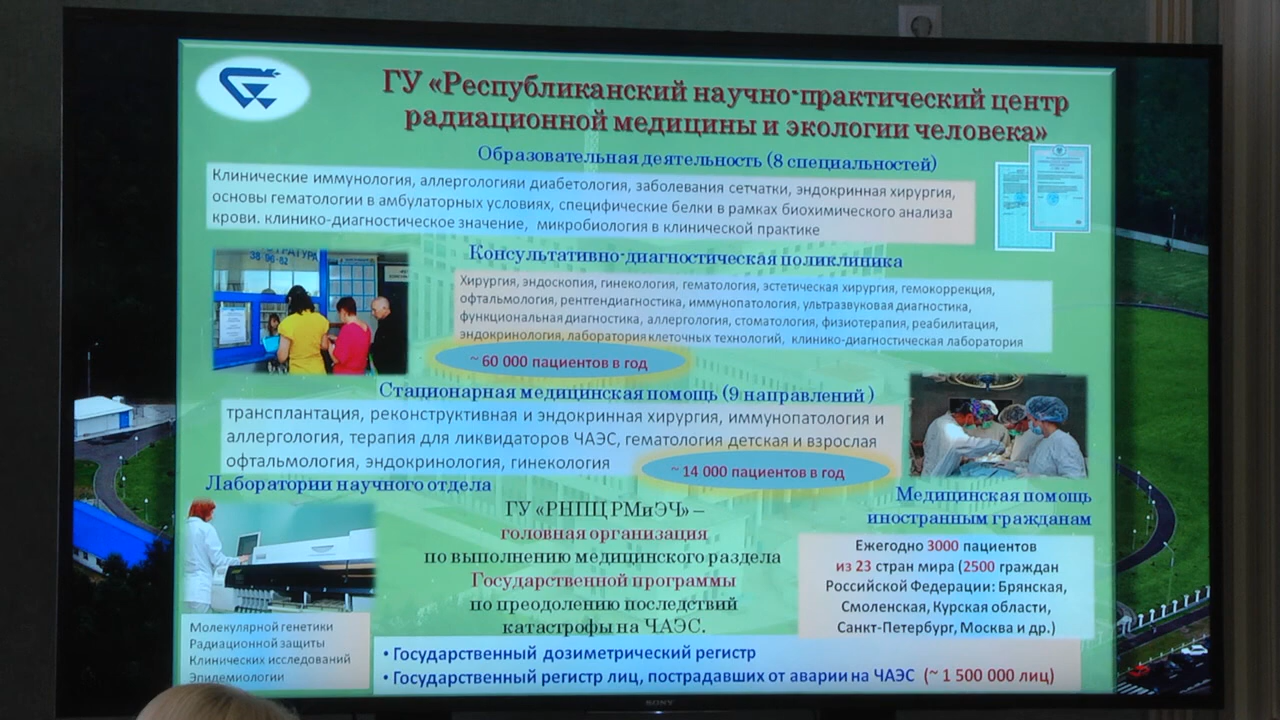 ГУ «Республиканский научно-практический центр
радиационной медицины и экологии человека»
Образовательная деятельность (8 специальностей)
Клинические иммунология, аллергологияи диабетология, заболевания сетчатки, эндокринная хирургия,
основы гематологии в амбулаторных условиях, специфические белки в рамках биохимического анализа
крови. клинико-диагностическое значение, микробиология в клинической практике
Консультативно-диагностическая поликлиника
38-96-52
Хирургия, эндоскопия, гинекология, гематология, эстетическая хирургия, гемокоррекция,
офтальмология, рентгендиагностика, иммунопатология, ультразвуковая диагностика,
функциональная диагностика, аллергология, стоматология, физиотерапия, реабилитация,
эндокринология, лаборатория клеточных технологий, клинико-диагностическая лаборатория
~ 60 000 пациентов в год
Стационарная медицинская помощь (9 направлений )
трансплантация, реконструктивная и эндокринная хирургия, иммунопатология и
аллергология, терапия для ликвидаторов ЧАЭС, гематология детская и взрослая
офтальмология, эндокринология, гинекология
~ 14 000 пациентов в год
Лаборатории научного отдела
Молекулярной генетики
Радиационной защиты
Клинических исследований
Эпидемиологии
ГУ «РНПЦ РМиЭЧ» –
головная организация
по выполнению медицинского раздела
Государственной программы
по преодолению последствий
катастрофы на ЧАЭС.
Медицинская помощь
иностранным гражданам
Ежегодно 3000 пациентов
из 23 стран мира (2500 граждан
Российской Федерации: Брянская,
Смоленская, Курская области,
Санкт-Петербург, Москва и др.)
• Государственный дозиметрический регистр
• Государственный регистр лиц, пострадавших от аварии на ЧАЭС (~ 1 500 000 лиц)
SONY